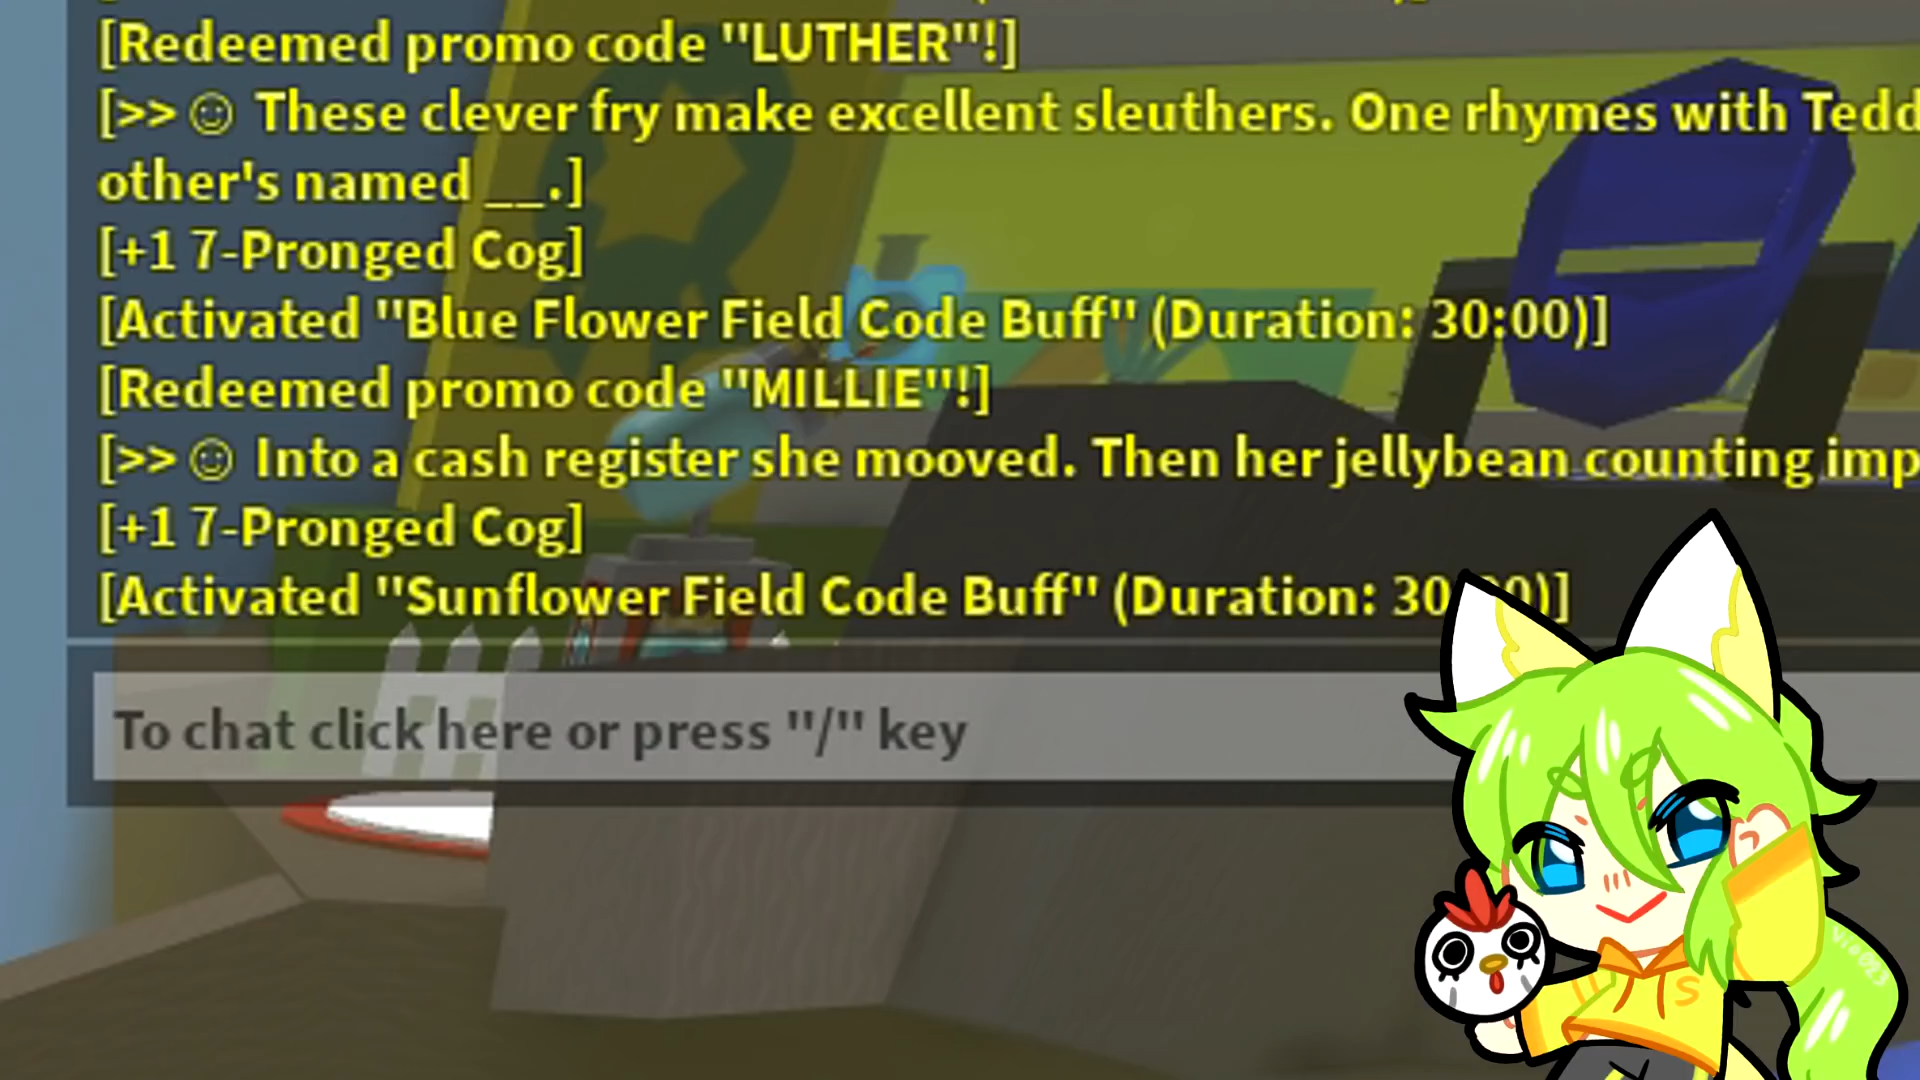 [Redeemed promo code "LUTHER"!]
[>> ☺ These clever fry make excellent sleuthers. One rhymes with Tedd
other's named __.]
[+1 7-Pronged Cog]
[Activated "Blue Flower Field Code Buff" (Duration: 30:00)]
[Redeemed promo code "MILLIE"!]
[>> ☺ Into a cash register she mooved. Then her jellybean counting imp
[+1 7-Pronged Cog]
[Activated "Sunflower Field Code Buff" (Duration: 30:00)]
To chat click here or press "/" key
S